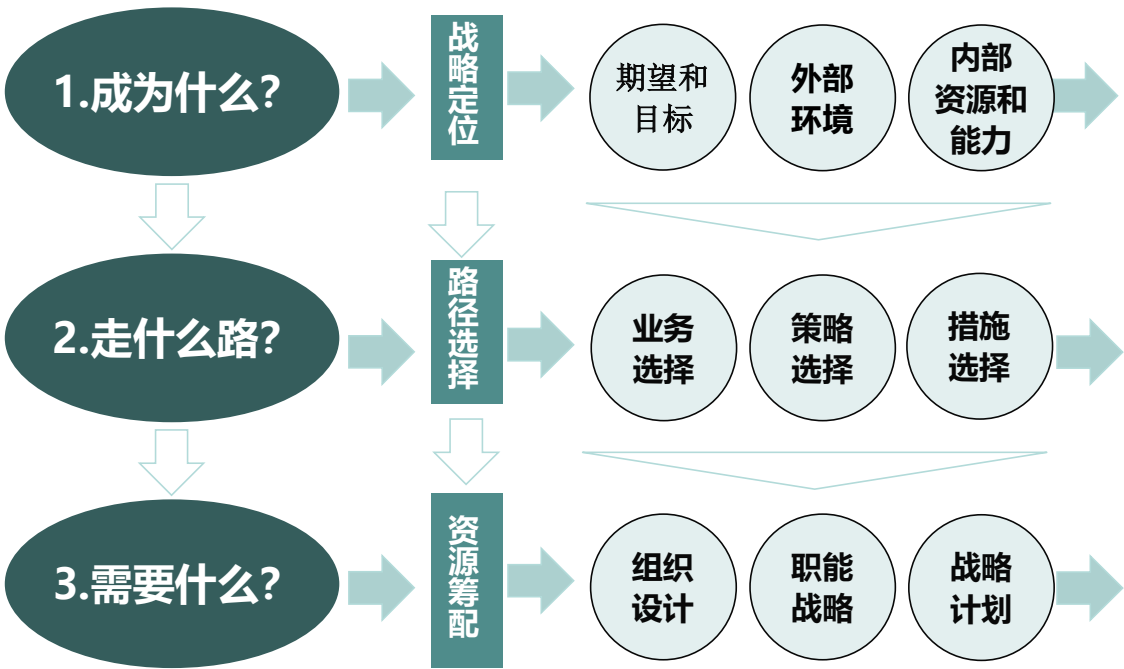 1.成为什么?
战略定位
期望和
目标
外部
环境
内部
资源和
能力
2.走什么路?
路径选择
业务
选择
策略
选择
措施
选择
3.需要什么?
资源筹配
组织
设计
职能
战略
战略
计划